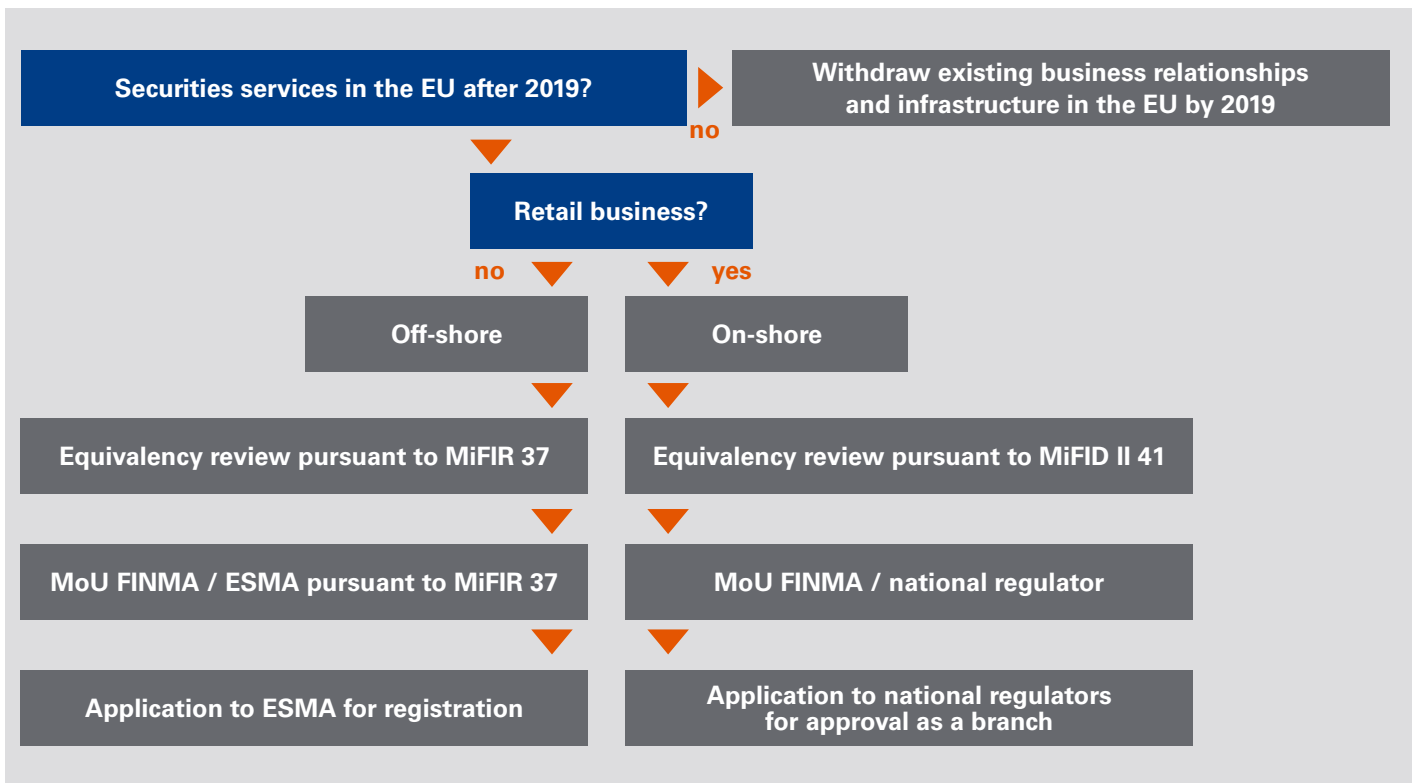 Securities services in the EU after 2019?
no
Withdraw existing business relationships
and infrastructure in the EU by 2019
Retail business?
no
yes
Off-shore
On-shore
Equivalency review pursuant to MiFIR 37
Equivalency review pursuant to MiFID II 41
MoU FINMA / ESMA pursuant to MiFIR 37
MoU FINMA / national regulator
Application to ESMA for registration
Application to national regulators
for approval as a branch